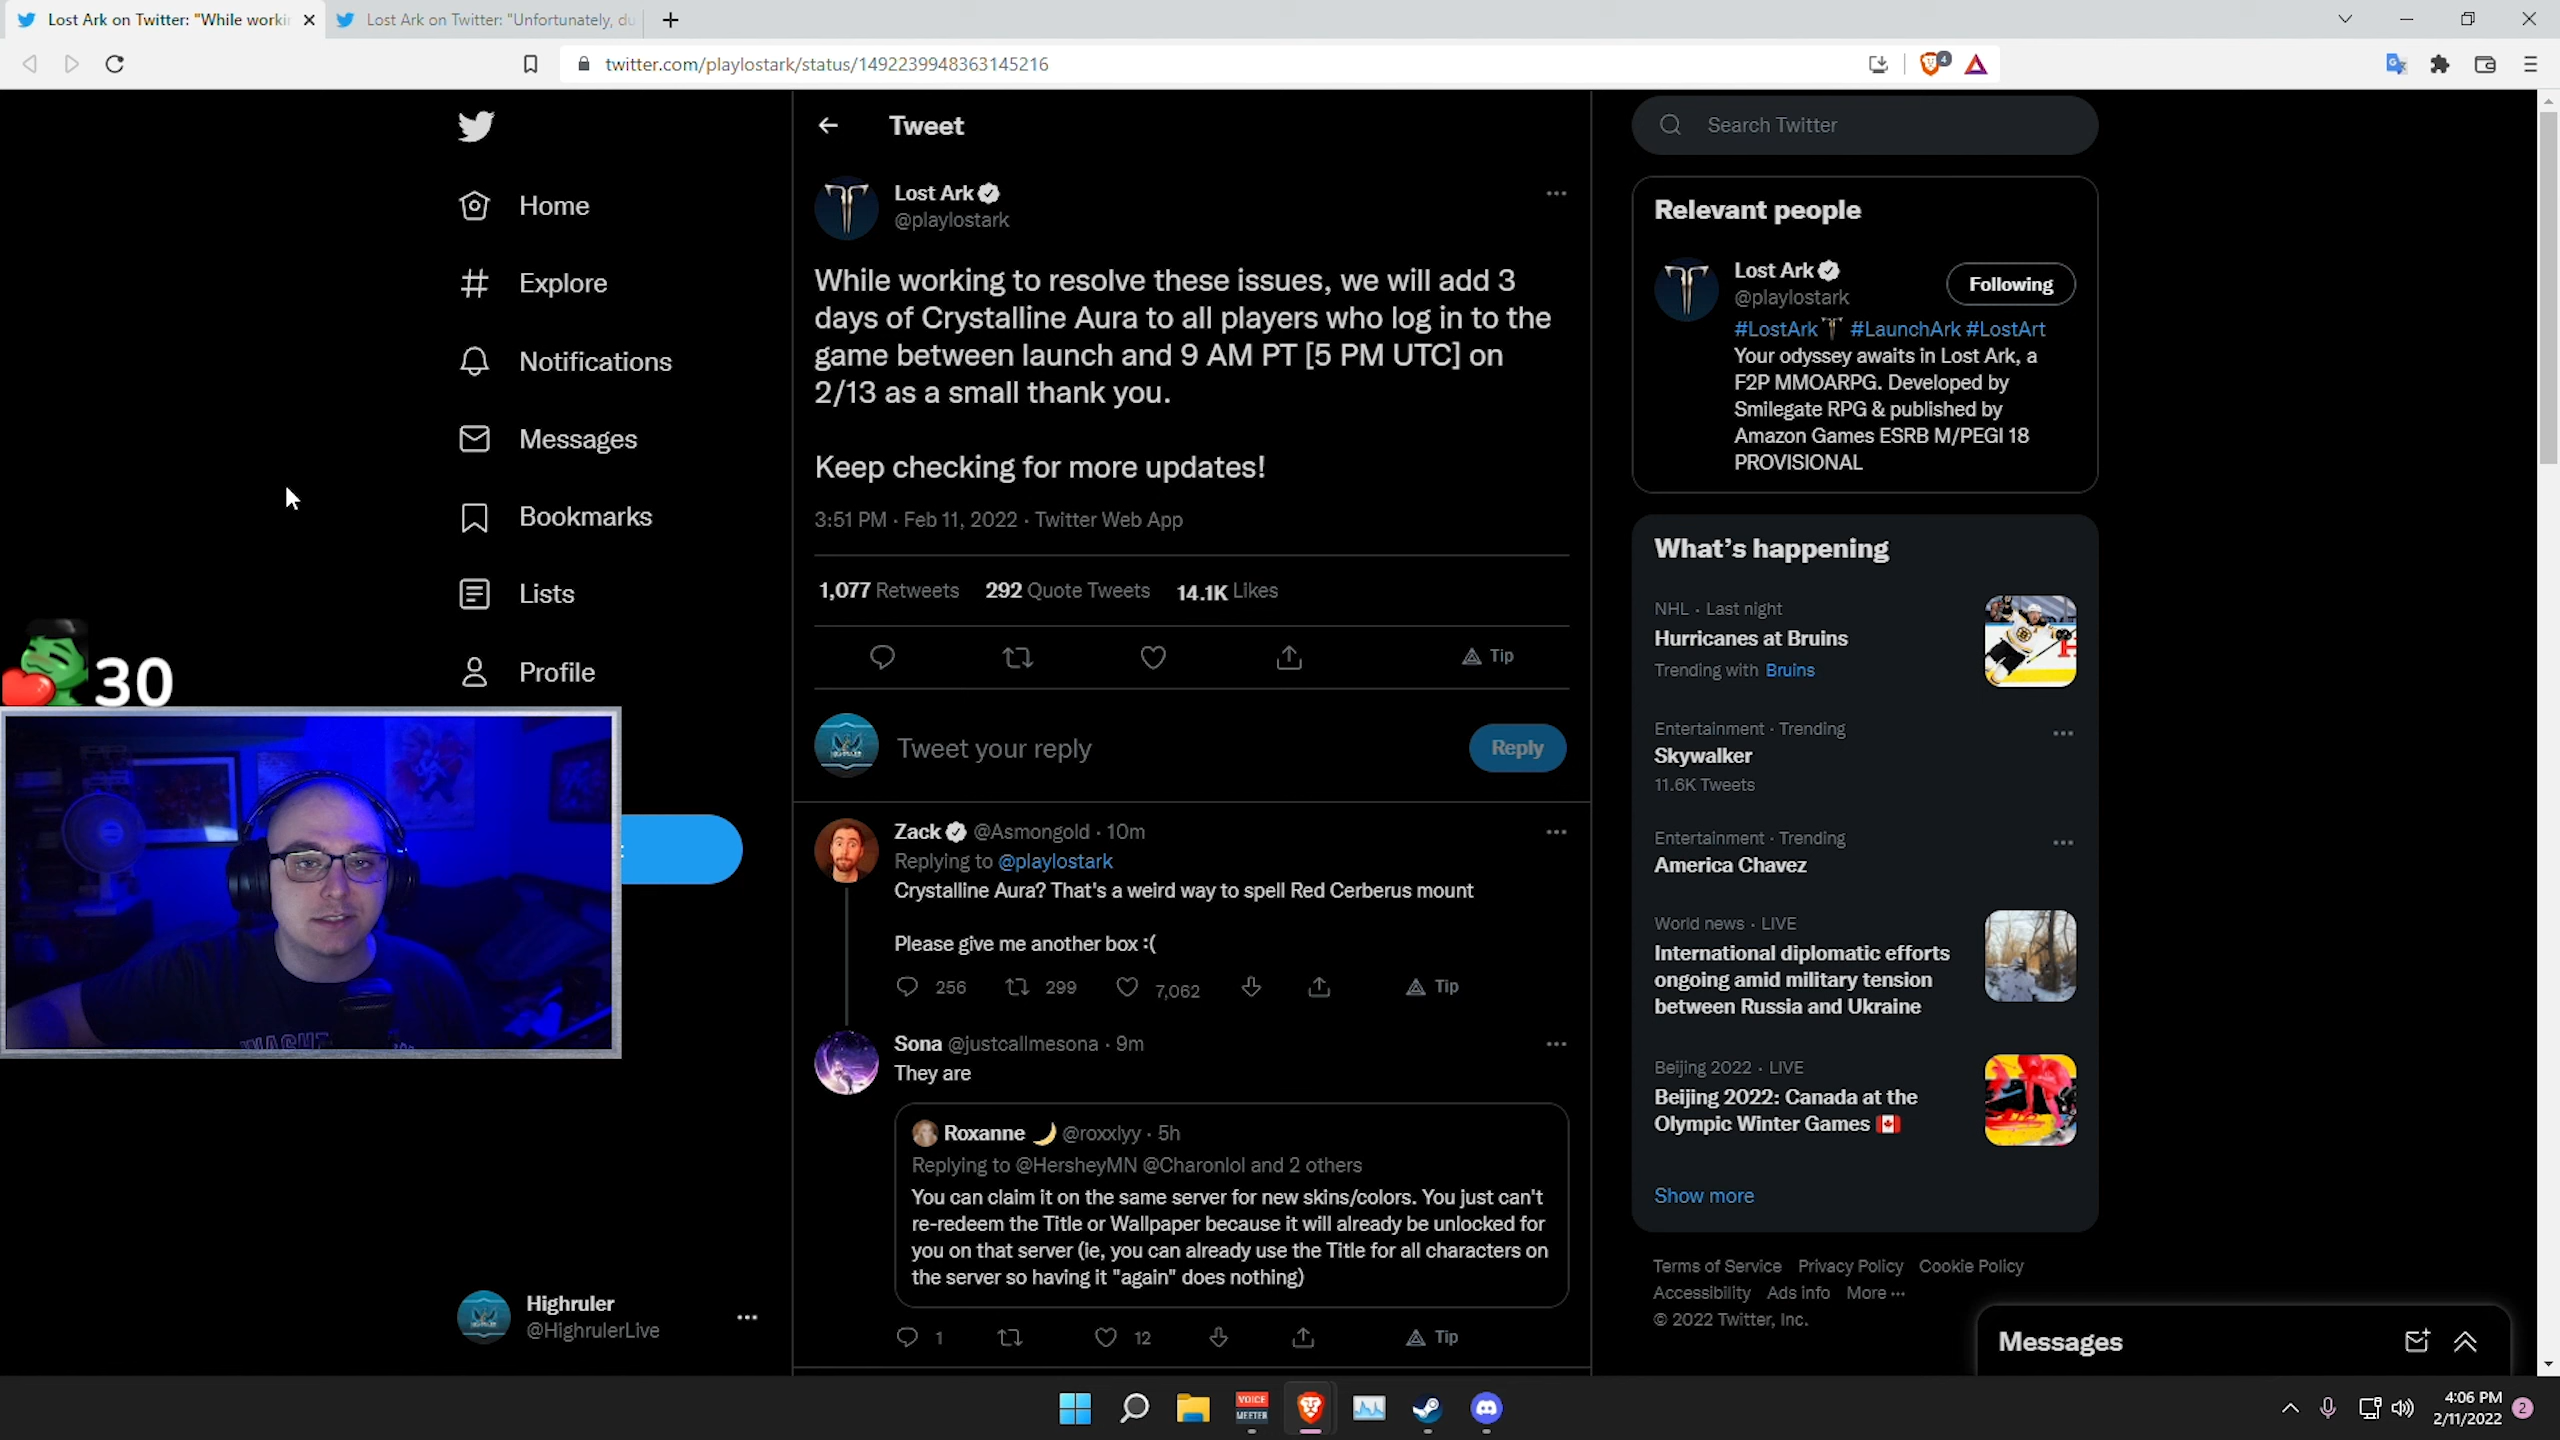 Lost Ark on Twitter: "While workin
Lost Ark on Twitter: "Unfortunately, du
twitter.com/playlostark/status/1492239948363145216
4
Home
Explore
Notifications
Messages
Bookmarks
Lists
Profile
30
Highruler
@HighrulerLive
Tweet
Lost Ark
@playlostark
While working to resolve these issues, we will add 3
days of Crystalline Aura to all players who log in to the
game between launch and 9 AM PT [5 PM UTC] on
2/13 as a small thank you.
Keep checking for more updates!
3:51 PM · Feb 11, 2022 · Twitter Web App
1,077 Retweets 292 Quote Tweets 14.1K Likes
Tip
Tweet your reply
Reply
Zack @Asmongold · 10m
Replying to @playlostark
Crystalline Aura? That's a weird way to spell Red Cerberus mount
Please give me another box :(
256 299 7,062 Tip
Sona @justcallmesona · 9m
They are
Roxanne 🌙 @roxxlyy · 5h
Replying to @HersheyMN @Charonlol and 2 others
You can claim it on the same server for new skins/colors. You just can't
re-redeem the Title or Wallpaper because it will already be unlocked for
you on that server (ie, you can already use the Title for all characters on
the server so having it "again" does nothing)
1 12 Tip
Search Twitter
Relevant people
Lost Ark
@playlostark
Following
#LostArk #LaunchArk #LostArt
Your odyssey awaits in Lost Ark, a
F2P MMOARPG. Developed by
Smilegate RPG & published by
Amazon Games ESRB M/PEGI 18
PROVISIONAL
What's happening
NHL · Last night
Hurricanes at Bruins
Trending with Bruins
Entertainment · Trending
Skywalker
11.6K Tweets
Entertainment · Trending
America Chavez
World news · LIVE
International diplomatic efforts
ongoing amid military tension
between Russia and Ukraine
Beijing 2022 · LIVE
Beijing 2022: Canada at the
Olympic Winter Games 🇨🇦
Show more
Terms of Service Privacy Policy Cookie Policy
Accessibility Ads info More ···
© 2022 Twitter, Inc.
Messages
VOICE
MEETER
4:06 PM
2/11/2022
2